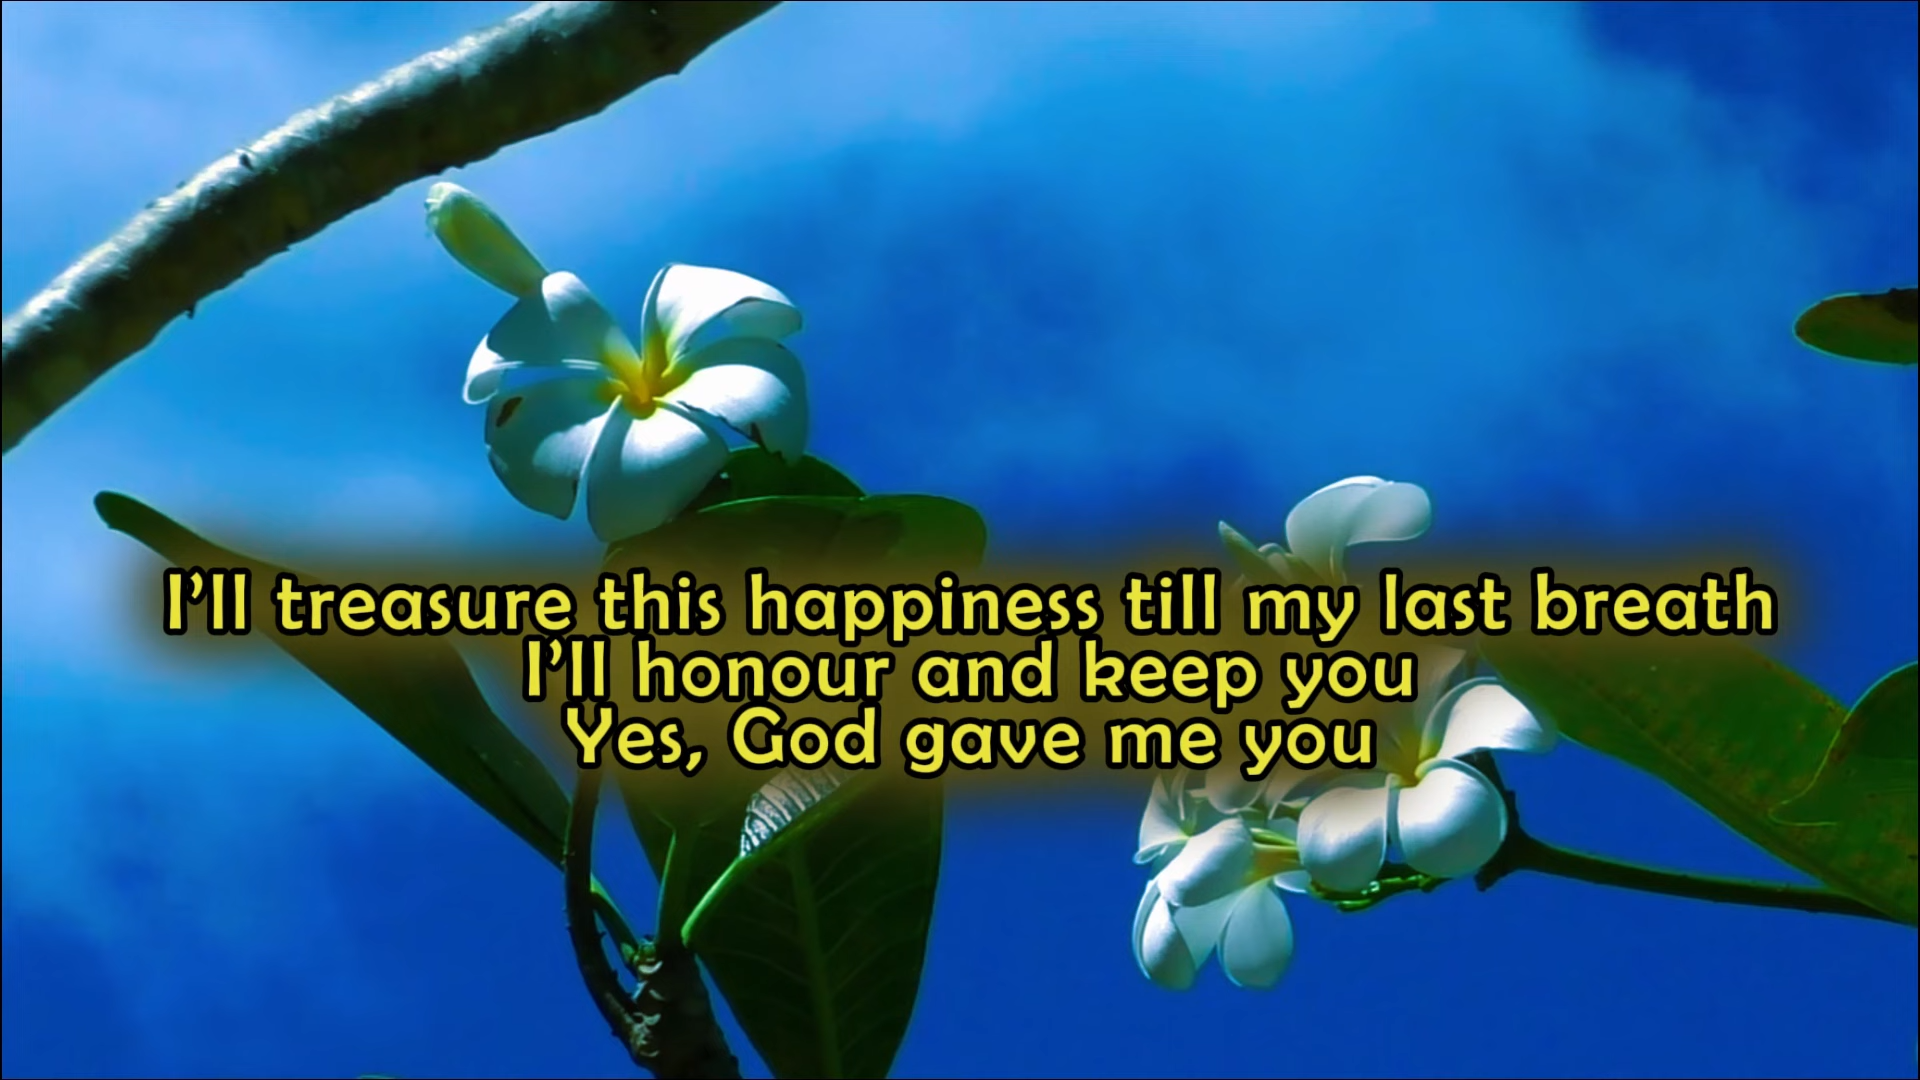 I’ll treasure this happiness till my last breath
I’ll honour and keep you
Yes, God gave me you